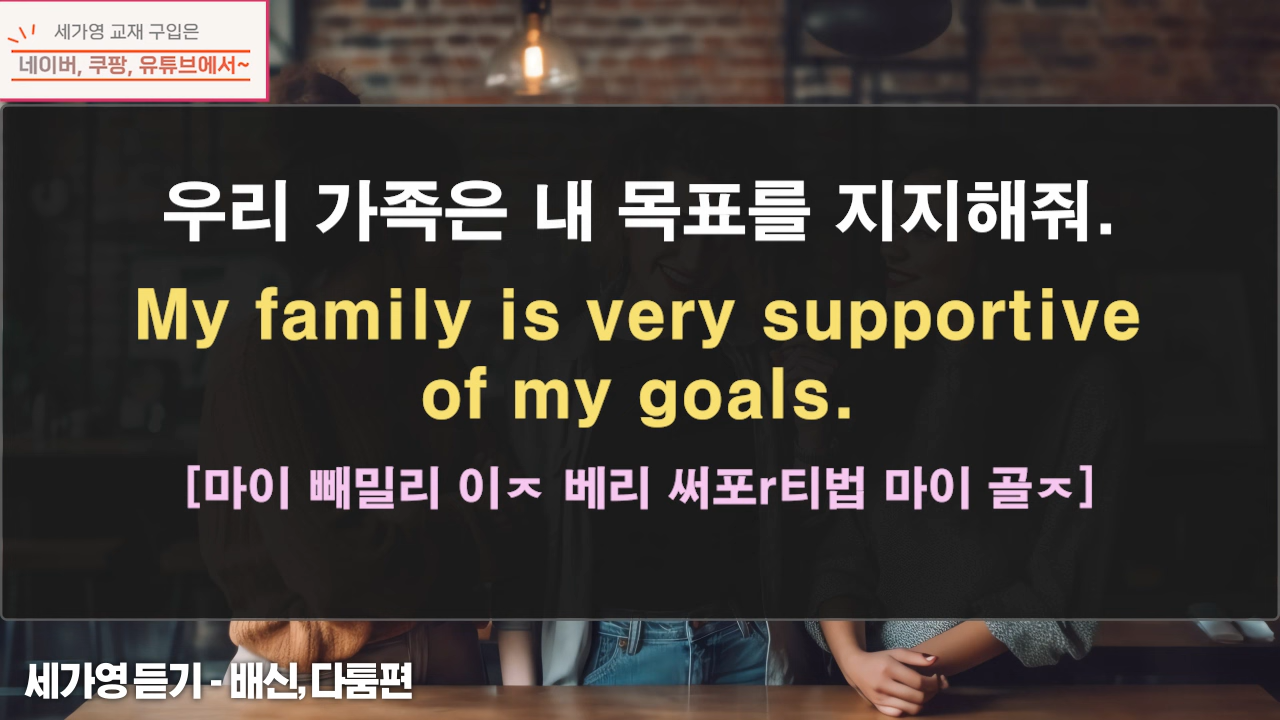 세가영 교재 구입은
네이버, 쿠팡, 유튜브에서~
우리 가족은 내 목표를 지지해줘.
My family is very supportive
of my goals.
[마이 빼밀리 이ㅈ 베리 써포r티법 마이 골ㅈ]
세가영 듣기 - 배신, 다툼편